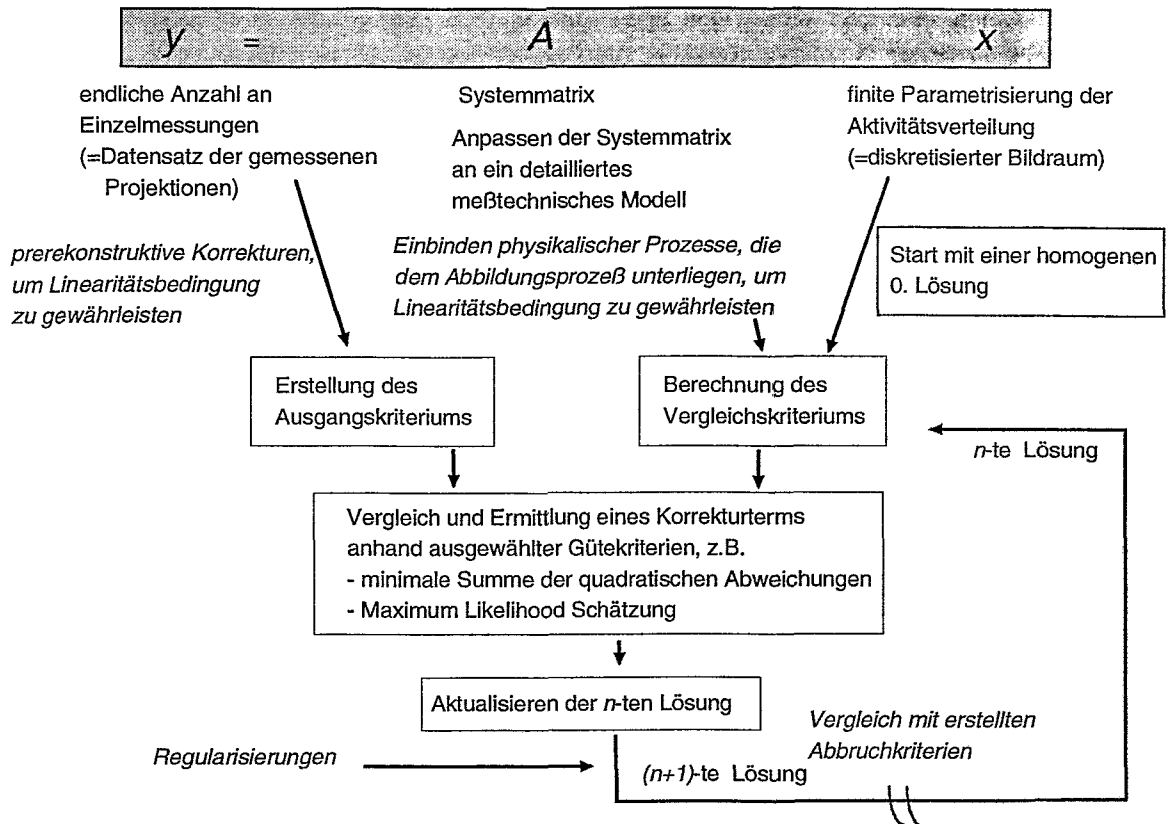 y = A x
endliche Anzahl an
Einzelmessungen
(=Datensatz der gemessenen
Projektionen)
Systemmatrix
Anpassen der Systemmatrix
an ein detailliertes
meßtechnisches Modell
finite Parametrisierung der
Aktivitätsverteilung
(=diskretisierter Bildraum)
prerekonstruktive Korrekturen,
um Linearitätsbedingung
zu gewährleisten
Einbinden physikalischer Prozesse, die
dem Abbildungsprozeß unterliegen, um
Linearitätsbedingung zu gewährleisten
Start mit einer homogenen
0. Lösung
Erstellung des
Ausgangskriteriums
Berechnung des
Vergleichskriteriums
n-te Lösung
Vergleich und Ermittlung eines Korrekturterms
anhand ausgewählter Gütekriterien, z.B.
- minimale Summe der quadratischen Abweichungen
- Maximum Likelihood Schätzung
Aktualisieren der n-ten Lösung
Vergleich mit erstellten
Abbruchkriterien
Regularisierungen
(n+1)-te Lösung